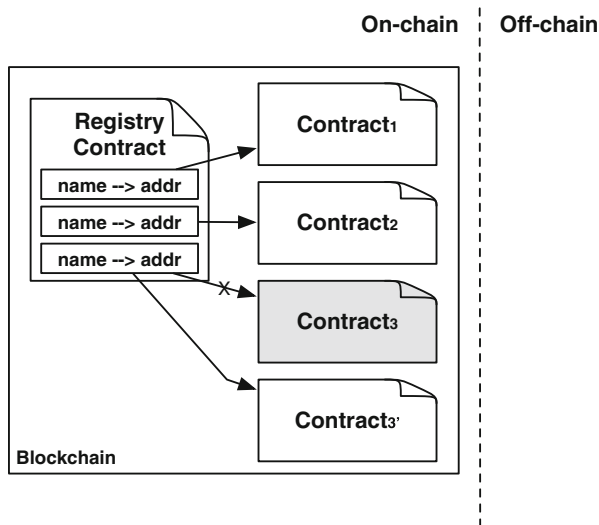 On-chain
Off-chain
Registry
Contract
name --> addr
name --> addr
name --> addr
Contract1
Contract2
X
Contract3
Contract3'
Blockchain